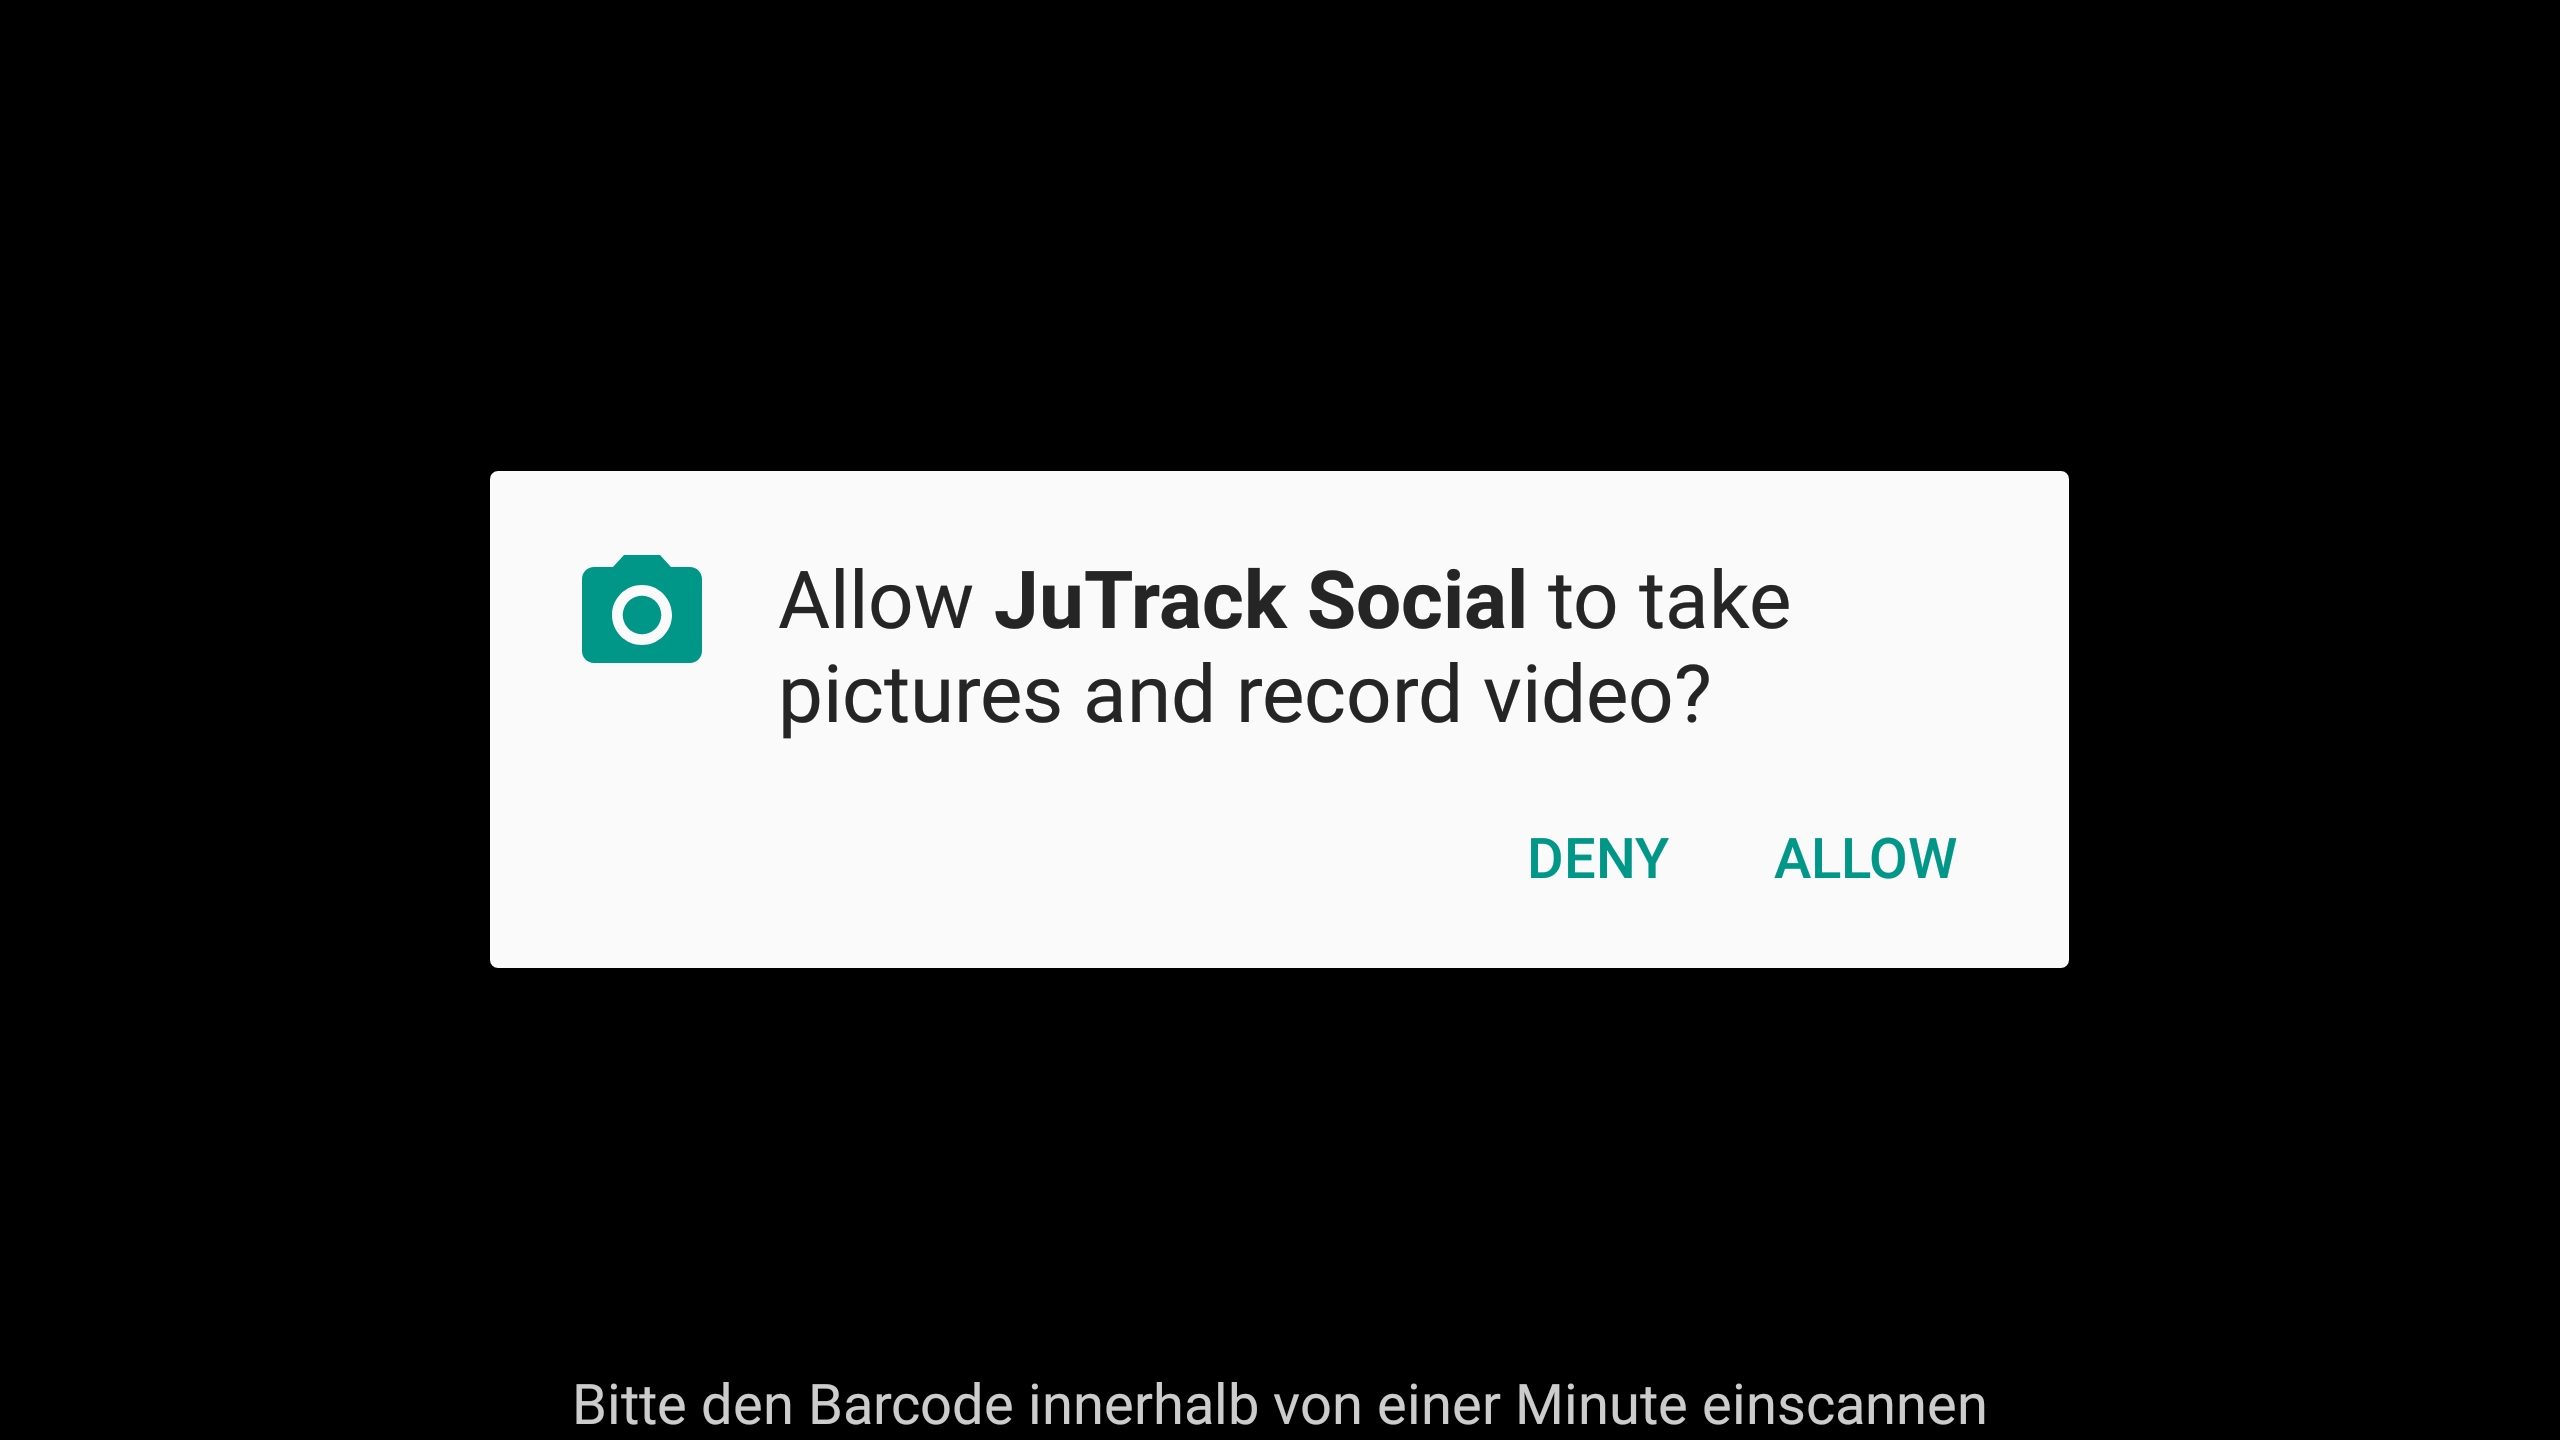 Allow JuTrack Social to take
pictures and record video?
DENY ALLOW
Bitte den Barcode innerhalb von einer Minute einscannen